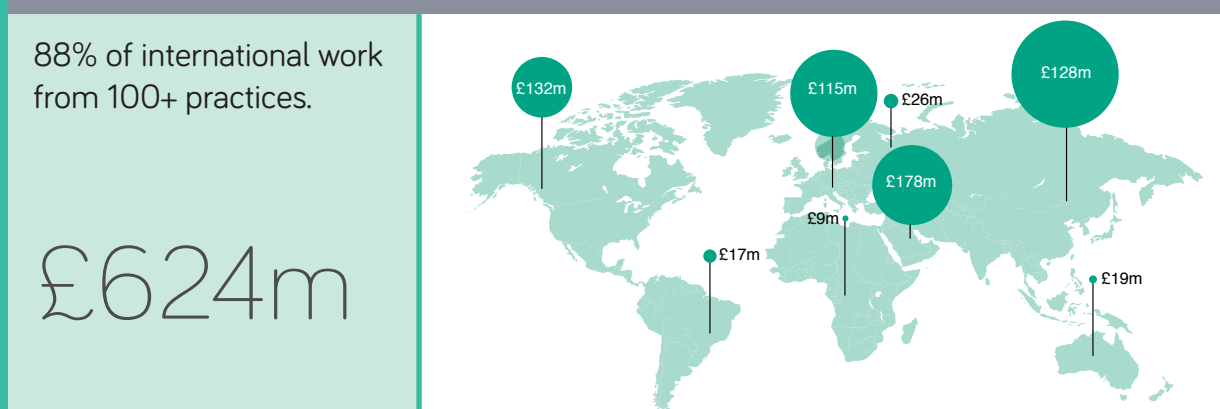 88% of international work
from 100+ practices.
£624m
£132m
£115m
£26m
£128m
£178m
£9m
£17m
£19m